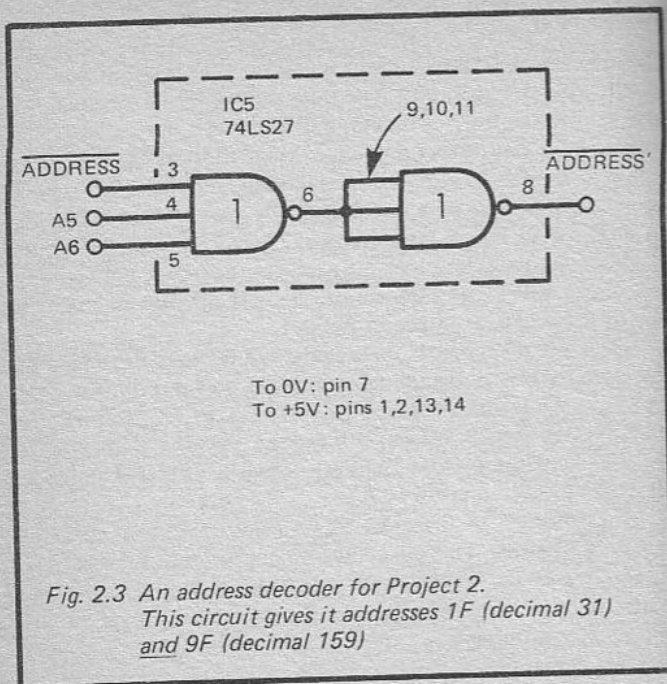 IC5
74LS27
9,10,11
ADDRESS
ADDRESS'
3
6
8
4
A5
1
1
A6
5
To 0V: pin 7
To +5V: pins 1,2,13,14
Fig. 2.3 An address decoder for Project 2.
This circuit gives it addresses 1F (decimal 31)
and 9F (decimal 159)